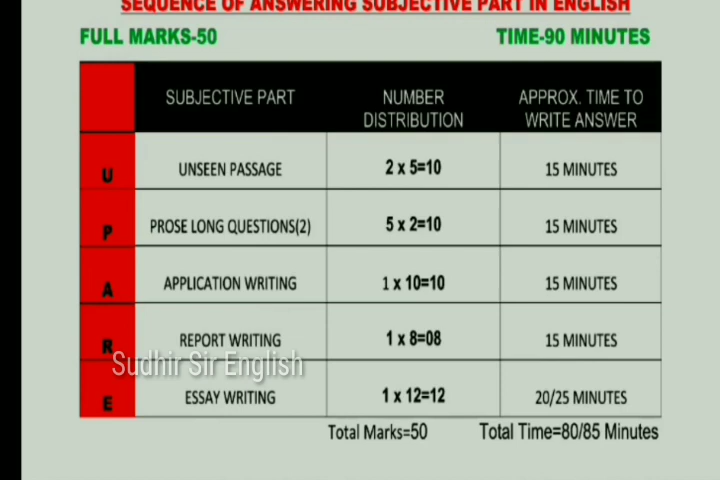 SEQUENCE OF ANSWERING SUBJECTIVE PART IN ENGLISH
FULL MARKS-50 TIME-90 MINUTES
SUBJECTIVE PART NUMBER DISTRIBUTION APPROX. TIME TO WRITE ANSWER
U UNSEEN PASSAGE 2 x 5=10 15 MINUTES
P PROSE LONG QUESTIONS(2) 5 x 2=10 15 MINUTES
A APPLICATION WRITING 1 x 10=10 15 MINUTES
R REPORT WRITING 1 x 8=08 15 MINUTES
Sudhir Sir English
E ESSAY WRITING 1 x 12=12 20/25 MINUTES
Total Marks=50 Total Time=80/85 Minutes